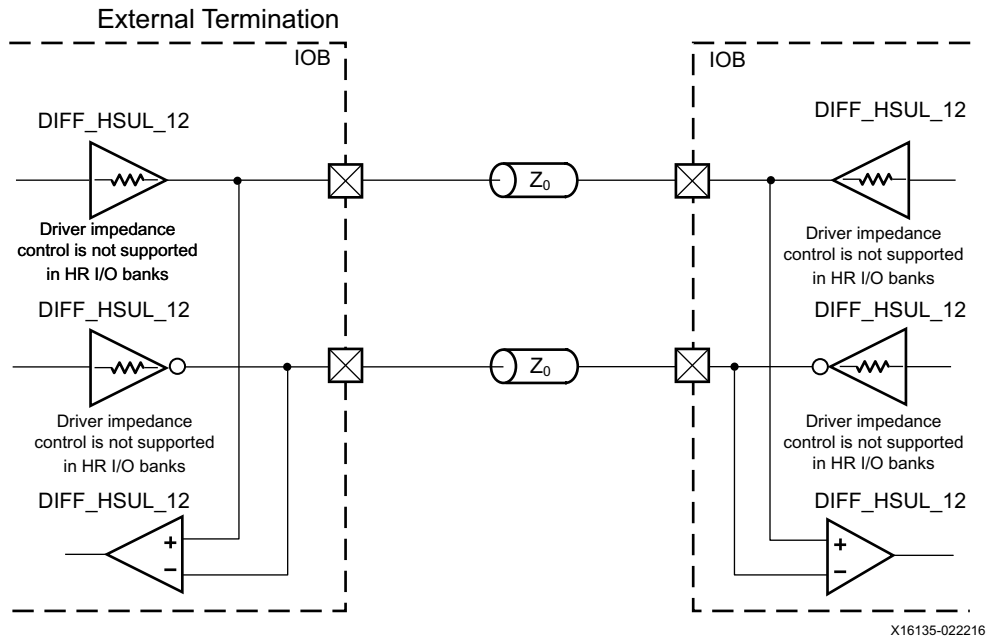 External Termination
IOB
IOB
DIFF_HSUL_12
DIFF_HSUL_12
Z0
Driver impedance
control is not supported
in HR I/O banks
Driver impedance
control is not supported
in HR I/O banks
DIFF_HSUL_12
DIFF_HSUL_12
Z0
Driver impedance
control is not supported
in HR I/O banks
Driver impedance
control is not supported
in HR I/O banks
DIFF_HSUL_12
DIFF_HSUL_12
+
–
+
–
X16135-022216